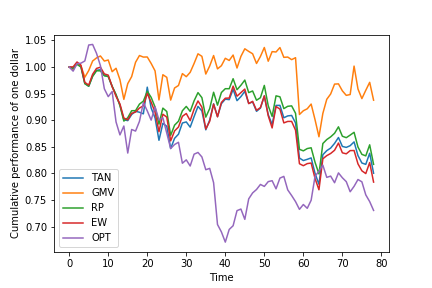 1.05
1.00
0.95
0.90
0.85
0.80
0.75
0.70
Cumulative performance of one dollar
TAN
GMV
RP
EW
OPT
0 10 20 30 40 50 60 70 80
Time